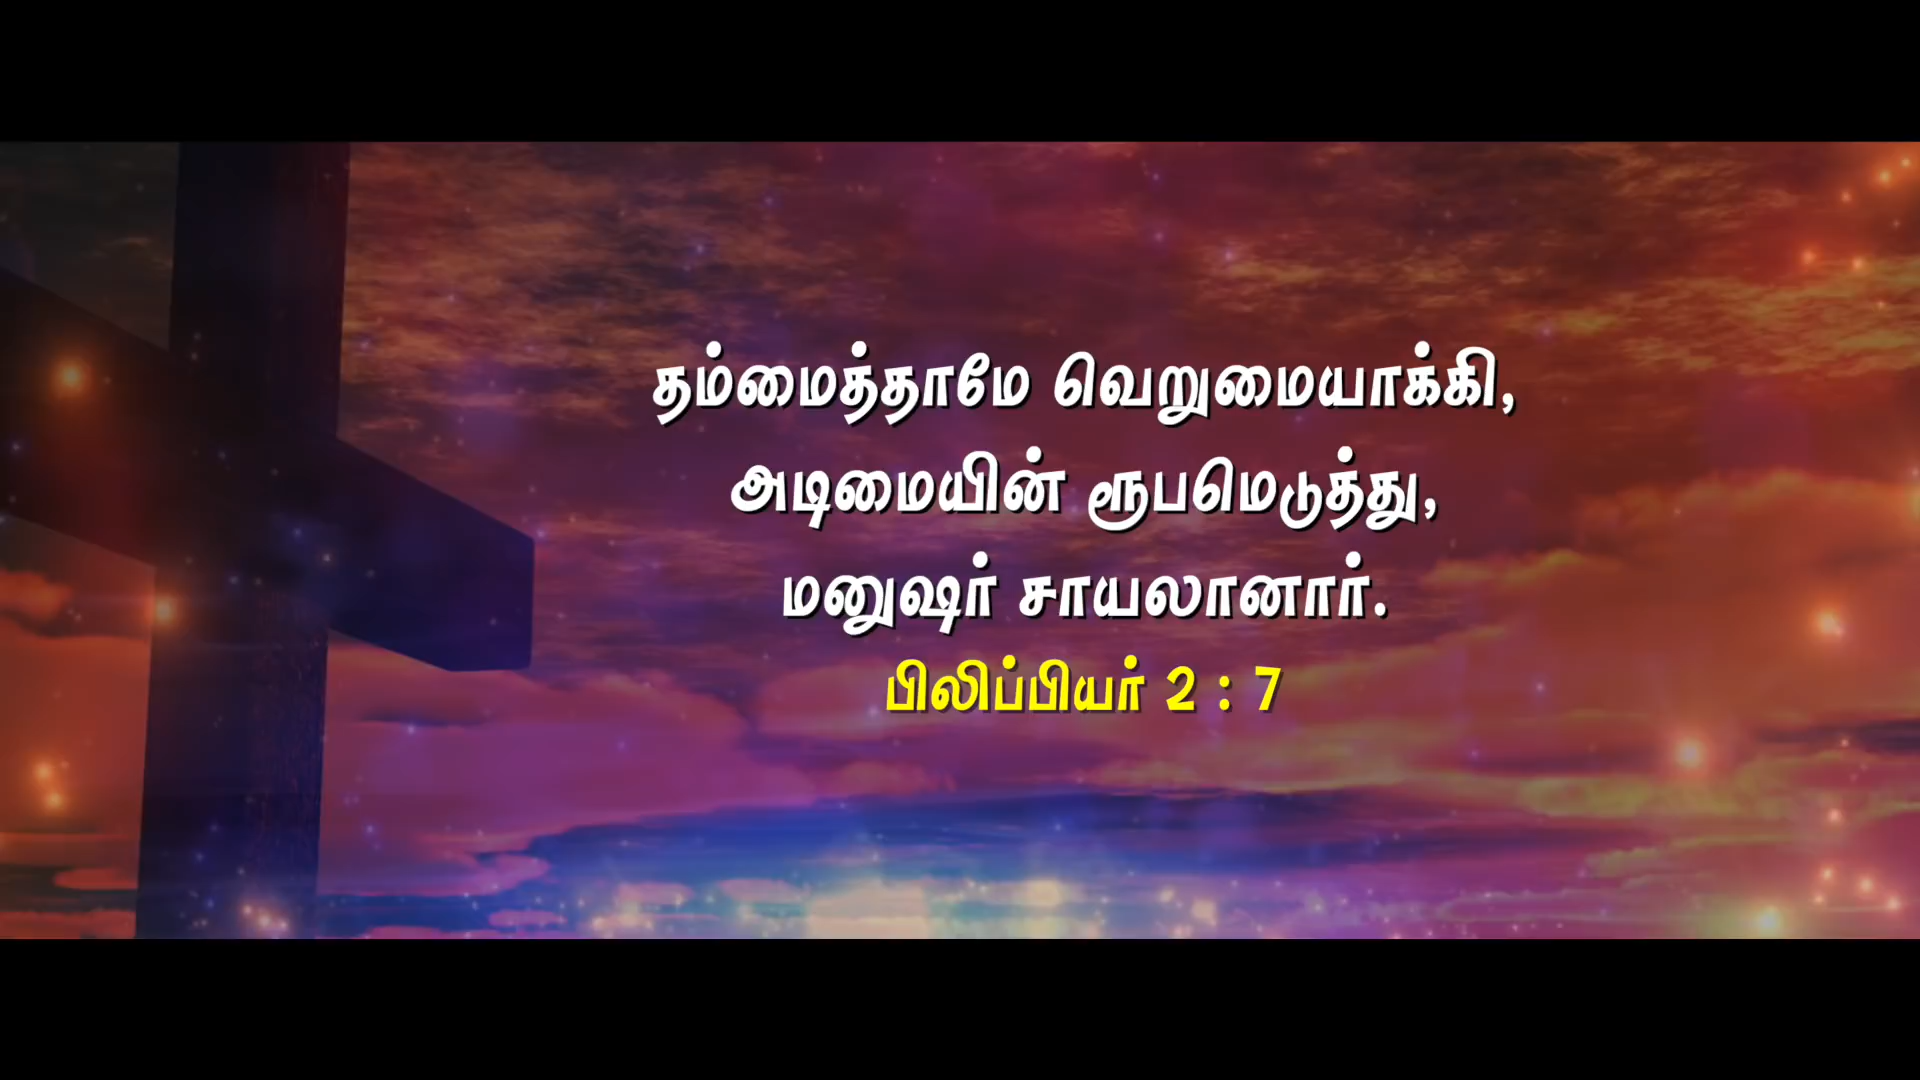 தம்மைத்தாமே வெறுமையாக்கி,
அடிமையின் ரூபமெடுத்து,
மனுஷர் சாயலானார்.
பிலிப்பியர் 2 : 7